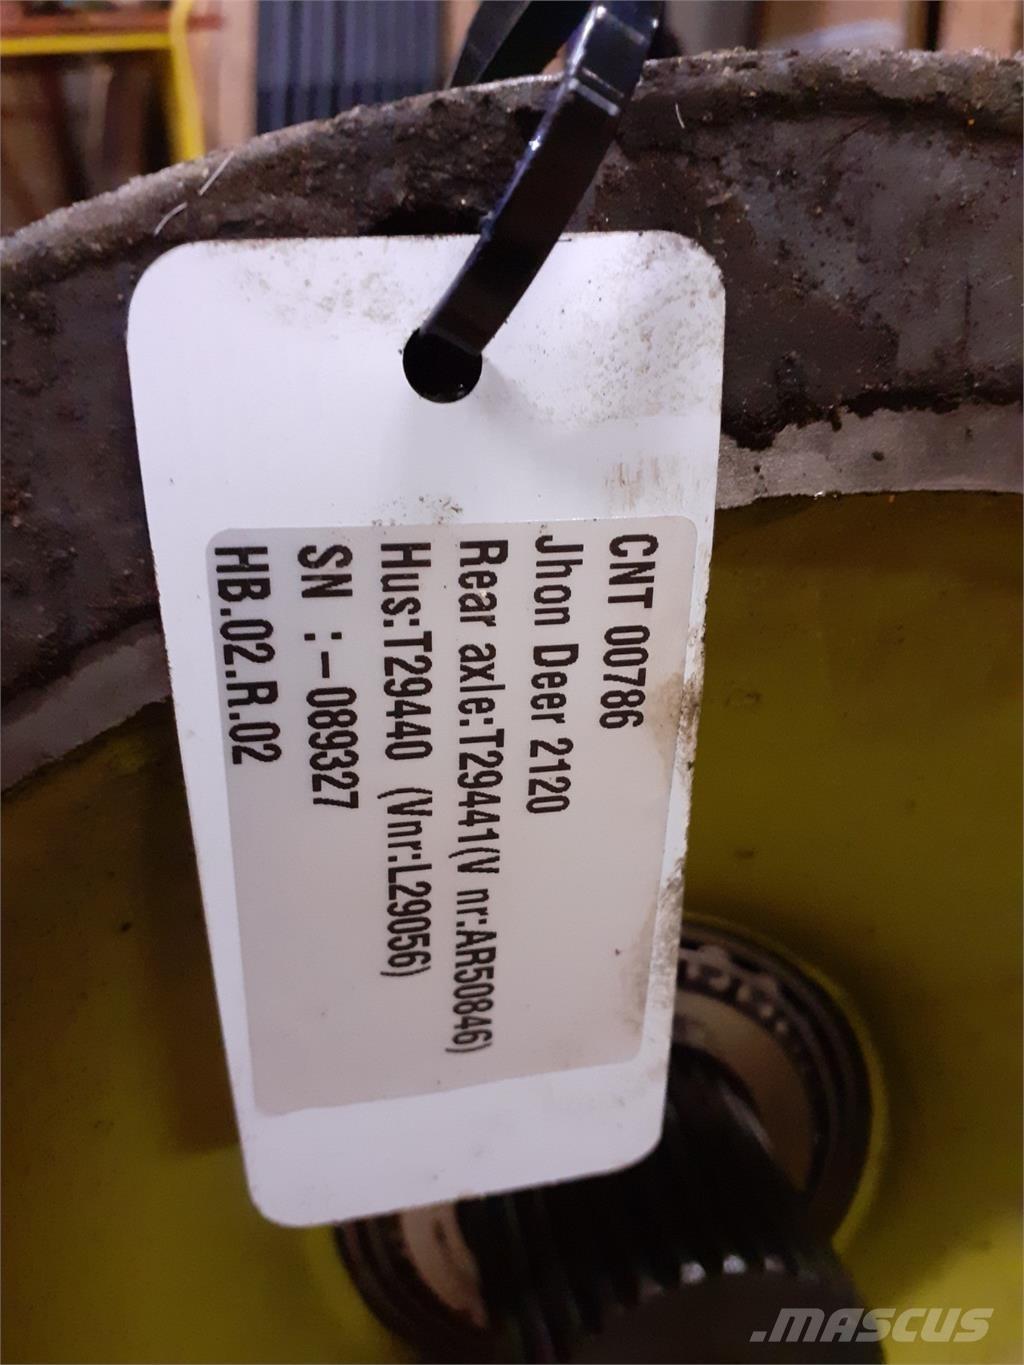 CNT 00786
Jhon Deer 2120
Rear axle:T29441(V nr:AR50846)
Hus:T29440 (Vnr:L29056)
SN :-089327
HB.02.R.02
.MASCUS